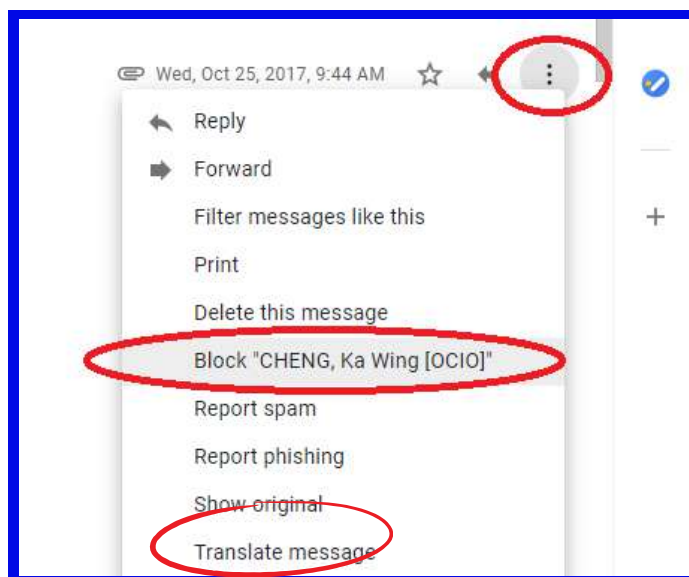 Wed, Oct 25, 2017, 9:44 AM
Reply
Forward
Filter messages like this
Print
Delete this message
Block "CHENG, Ka Wing [OCIO]"
Report spam
Report phishing
Show original
Translate message